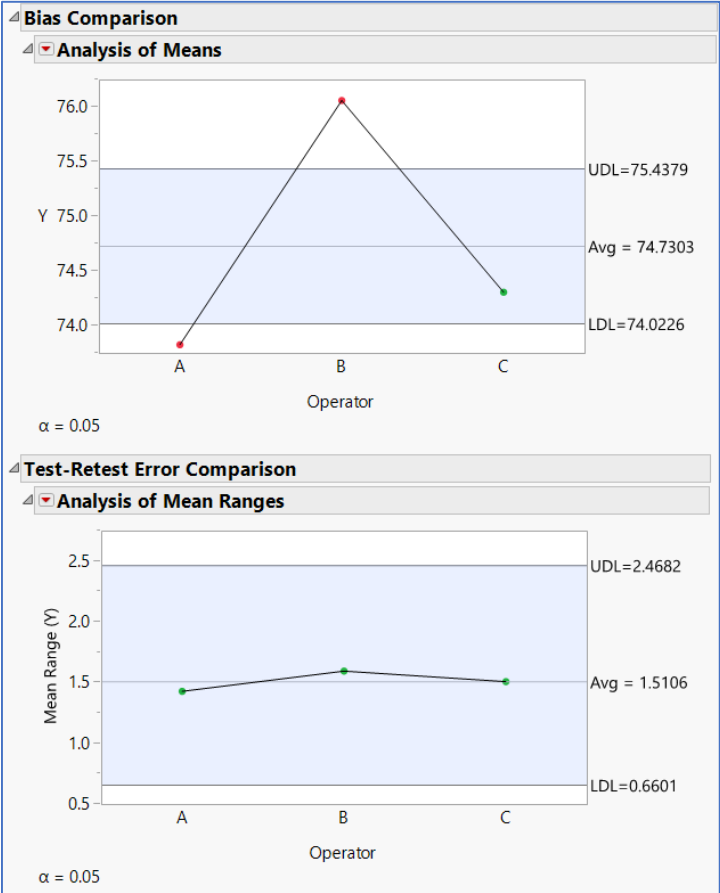 Bias Comparison
Analysis of Means
76.0
75.5
UDL=75.4379
Y 75.0
Avg = 74.7303
74.5
74.0
LDL=74.0226
A B C
Operator
α = 0.05
Test-Retest Error Comparison
Analysis of Mean Ranges
2.5
UDL=2.4682
2.0
Mean Range (Y)
1.5
Avg = 1.5106
1.0
LDL=0.6601
0.5
A B C
Operator
α = 0.05